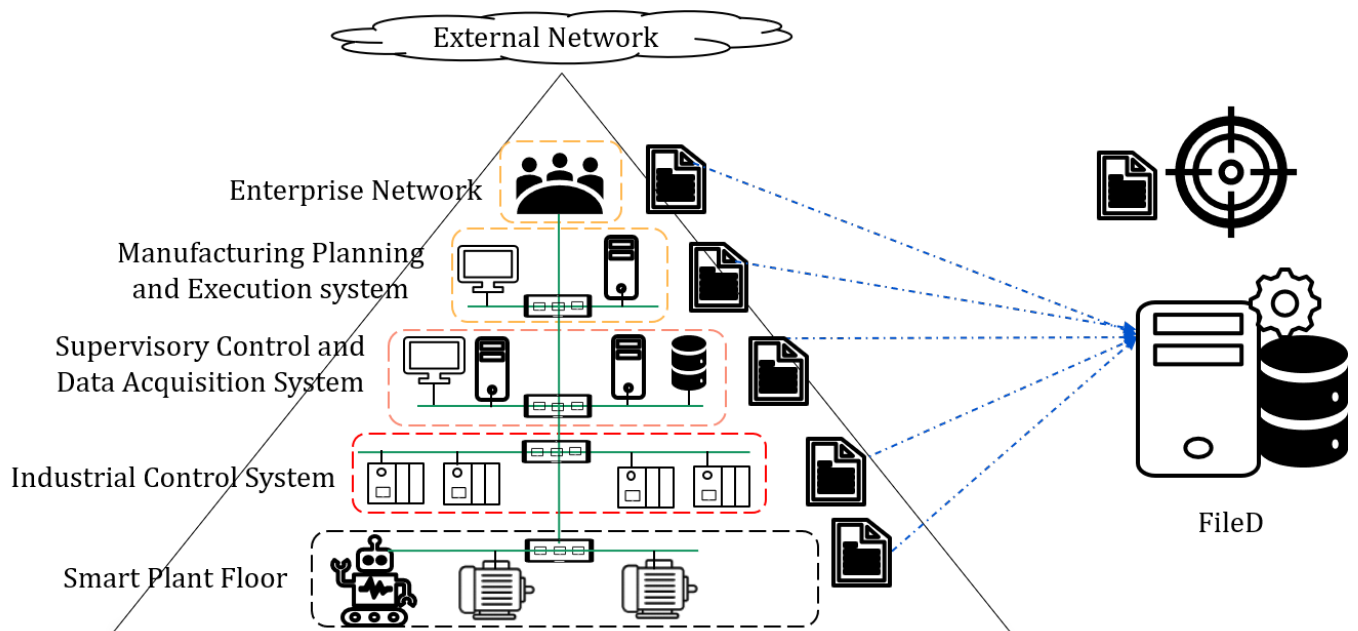 External Network
Enterprise Network
Manufacturing Planning
and Execution system
Supervisory Control and
Data Acquisition System
Industrial Control System
Smart Plant Floor
FileD